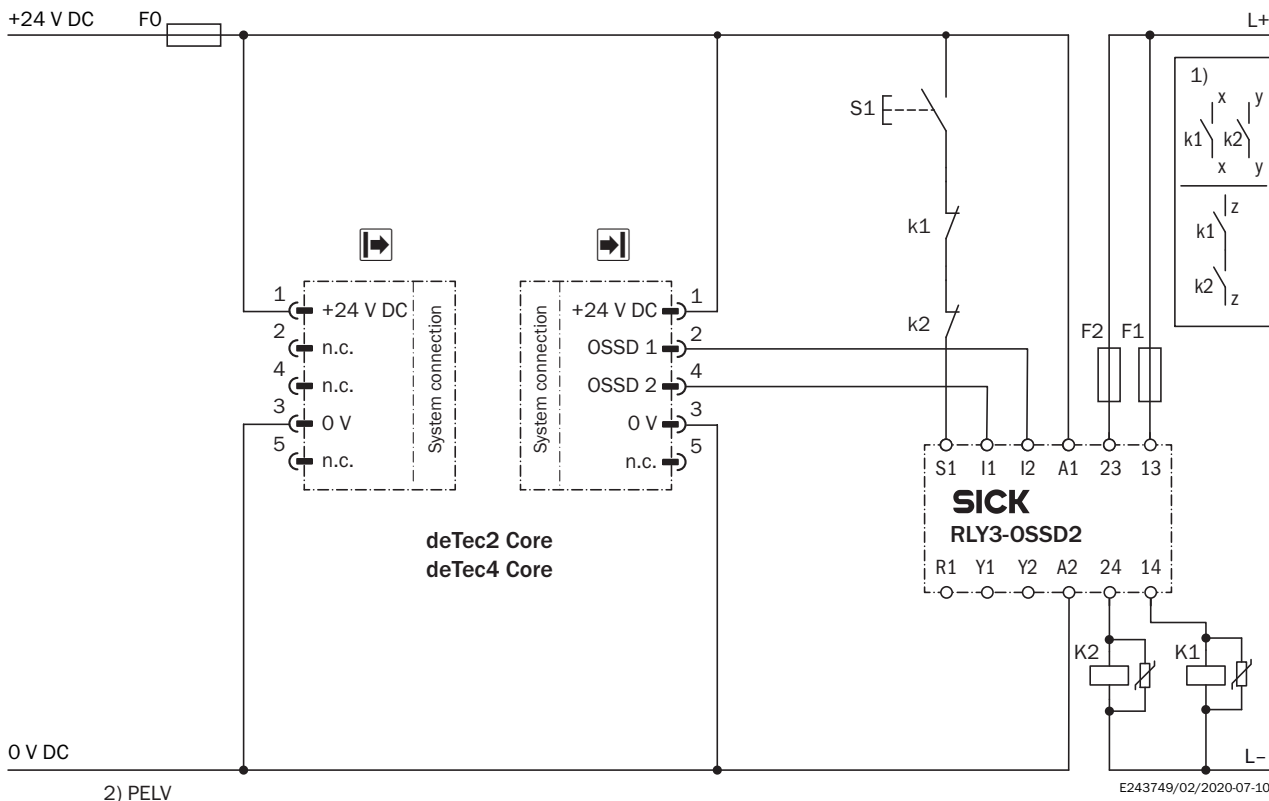 +24 V DC
F0
L+
1)
x y
k1 k2
x y
z
k1
k2
z
S1
k1
k2
F2 F1
1 +24 V DC
2 n.c.
4 n.c.
3 0 V
5 n.c.
System connection
System connection
+24 V DC 1
OSSD 1 2
OSSD 2 4
0 V 3
n.c. 5
deTec2 Core
deTec4 Core
S1 I1 I2 A1 23 13
SICK
RLY3-OSSD2
R1 Y1 Y2 A2 24 14
K2 K1
0 V DC
L–
2) PELV
E243749/02/2020-07-10